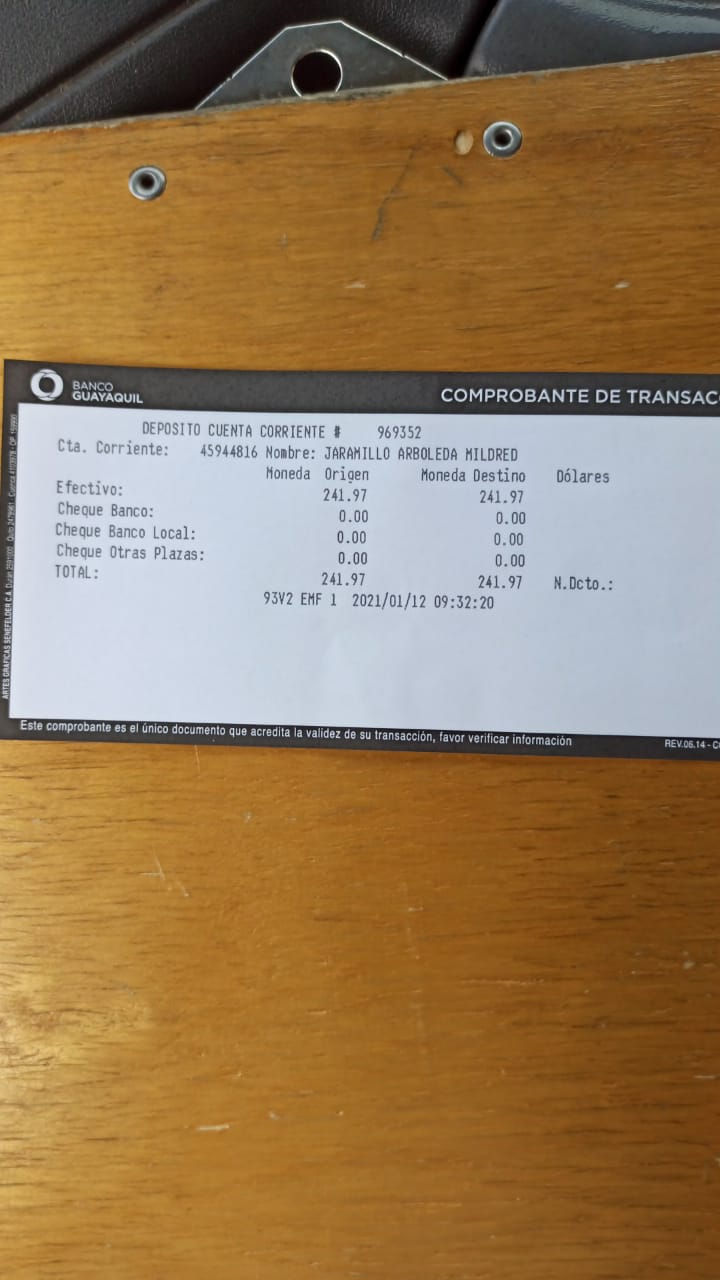 BANCO
GUAYAQUIL
COMPROBANTE DE TRANSAC
DEPOSITO CUENTA CORRIENTE # 969352
Cta. Corriente: 45944816 Nombre: JARAMILLO ARBOLEDA MILDRED
Moneda Origen Moneda Destino Dólares
Efectivo: 241.97 241.97
Cheque Banco: 0.00 0.00
Cheque Banco Local: 0.00 0.00
Cheque Otras Plazas: 0.00 0.00
TOTAL: 241.97 241.97 N.Dcto.:
93V2 EMF 1 2021/01/12 09:32:20
Este comprobante es el único documento que acredita la validez de su transacción, favor verificar información
REV.06.14 - C
ARTES GRAFICAS SENEFELDER C.A.